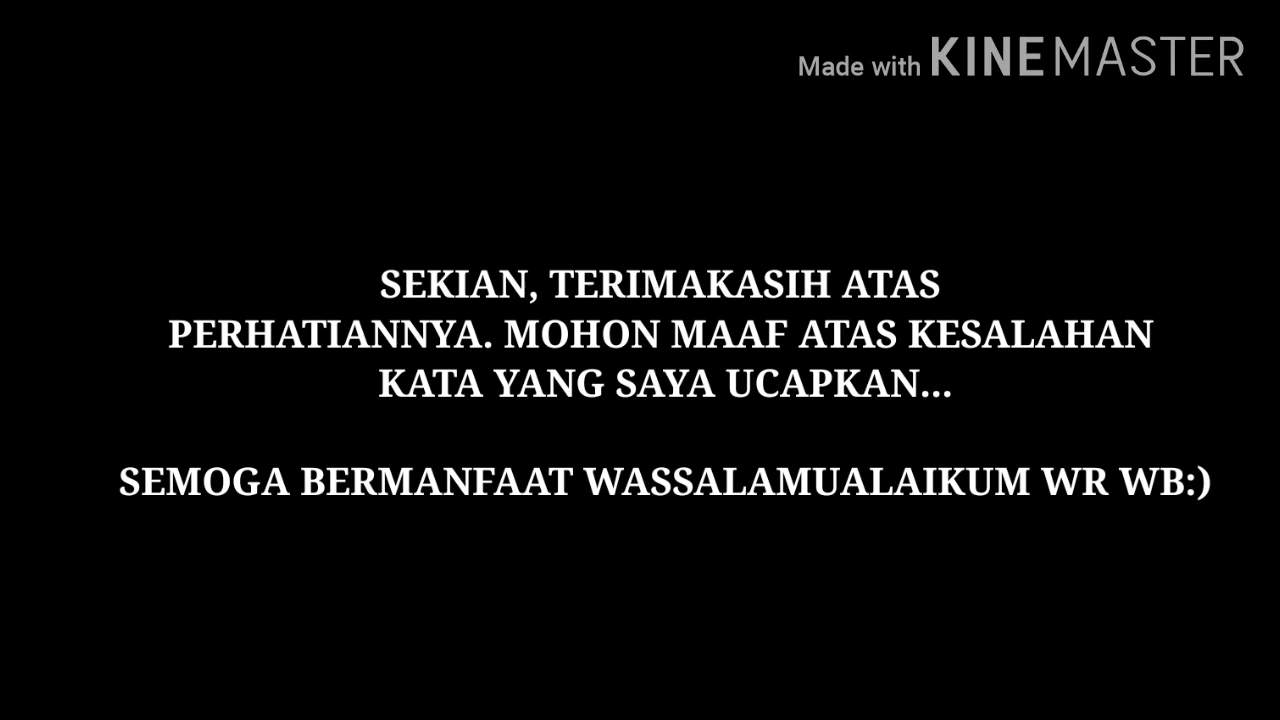 Made with KINEMASTER
SEKIAN, TERIMAKASIH ATAS
PERHATIANNYA. MOHON MAAF ATAS KESALAHAN
KATA YANG SAYA UCAPKAN...
SEMOGA BERMANFAAT WASSALAMUALAIKUM WR WB:)